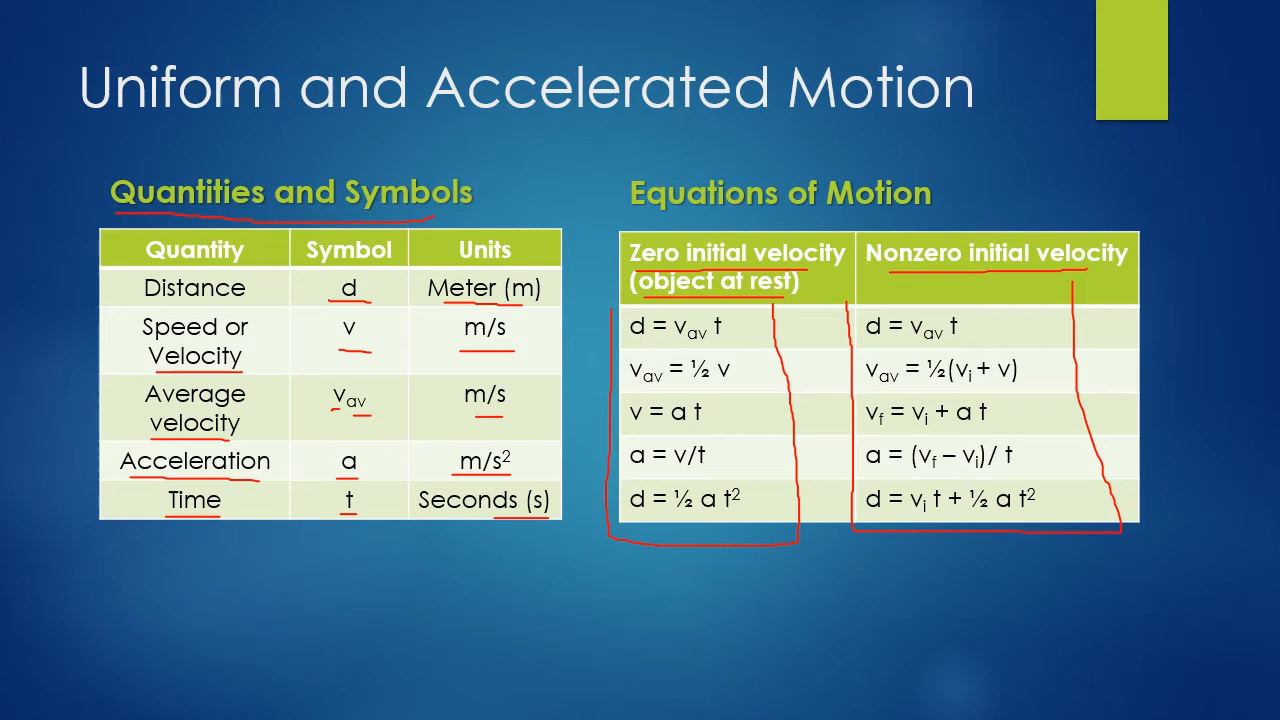 Uniform and Accelerated Motion
Quantities and Symbols
Quantity Symbol Units
Distance d Meter (m)
Speed or
Velocity v m/s
Average
velocity vav m/s
Acceleration a m/s²
Time t Seconds (s)
Equations of Motion
Zero initial velocity
(object at rest) Nonzero initial velocity
d = vav t d = vav t
vav = ½ v vav = ½(vi + v)
v = a t vf = vi + a t
a = v/t a = (vf – vi)/ t
d = ½ a t² d = vi t + ½ a t²